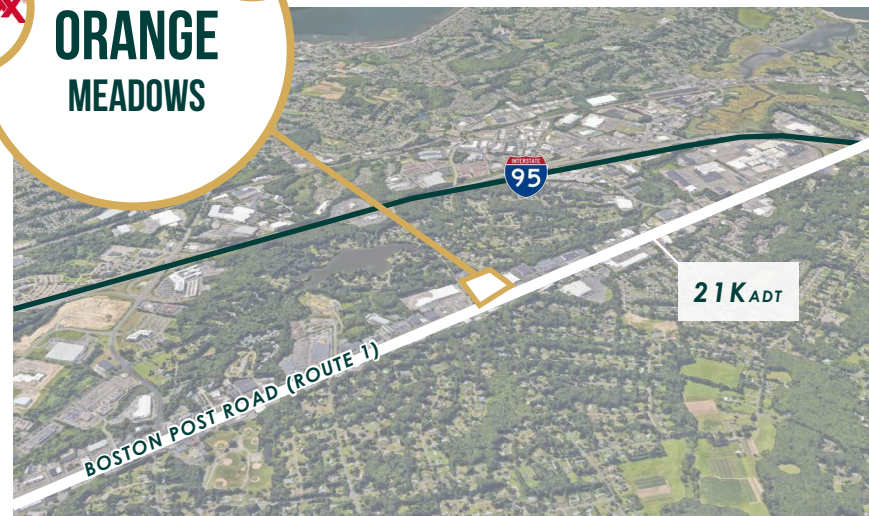 ORANGE
MEADOWS
INTERSTATE
95
21K ADT
BOSTON POST ROAD (ROUTE 1)